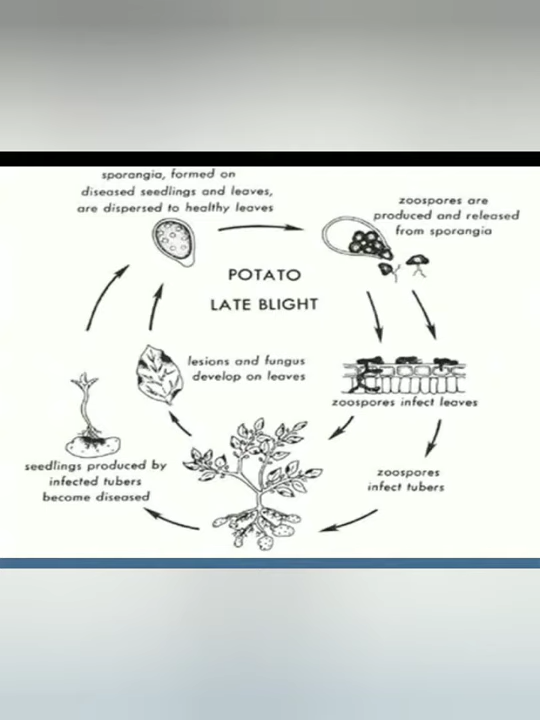 sporangia, formed on
diseased seedlings and leaves,
are dispersed to healthy leaves
zoospores are
produced and released
from sporangia
POTATO
LATE BLIGHT
lesions and fungus
develop on leaves
zoospores infect leaves
seedlings produced by
infected tubers
become diseased
zoospores
infect tubers